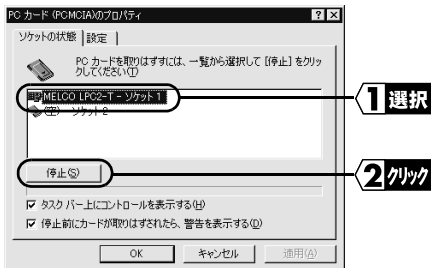 PC カード (PCMCIA)のプロパティ
ソケットの状態 設定
PC カードを取りはずすには、一覧から選択して [停止] をクリッ
クしてください(T)
MELCO LPC2-T - ソケット 1
(空) - ソケット 2
1 選択
停止(S)
2 クリック
タスク バー上にコントロールを表示する(H)
停止前にカードが取りはずされたら、警告を表示する(D)
OK キャンセル 適用(A)